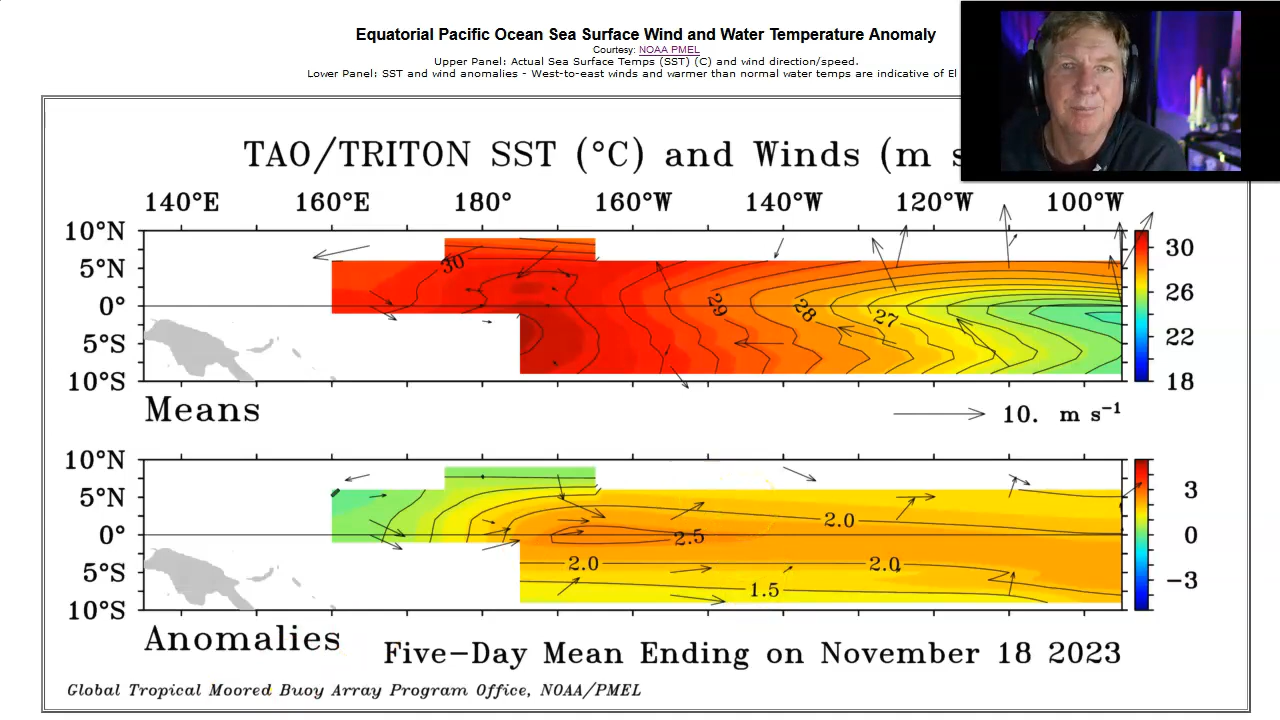 Equatorial Pacific Ocean Sea Surface Wind and Water Temperature Anomaly
Courtesy: NOAA PMEL
Upper Panel: Actual Sea Surface Temps (SST) (C) and wind direction/speed.
Lower Panel: SST and wind anomalies - West-to-east winds and warmer than normal water temps are indicative of El
TAO/TRITON SST (°C) and Winds (m s
140°E 160°E 180° 160°W 140°W 120°W 100°W
10°N
5°N
0°
5°S
10°S
30
29
28
27
30
26
22
18
Means
10. m s⁻¹
10°N
5°N
0°
5°S
10°S
2.0
2.5
2.0
2.0
1.5
3
0
−3
Anomalies
Five−Day Mean Ending on November 18 2023
Global Tropical Moored Buoy Array Program Office, NOAA/PMEL